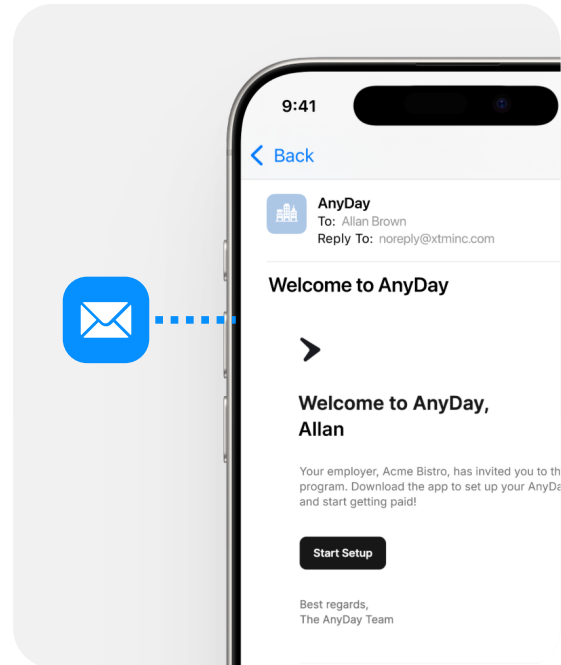 9:41
Back
AnyDay
To: Allan Brown
Reply To: noreply@xtminc.com
Welcome to AnyDay
Welcome to AnyDay,
Allan
Your employer, Acme Bistro, has invited you to th
program. Download the app to set up your AnyDa
and start getting paid!
Start Setup
Best regards,
The AnyDay Team